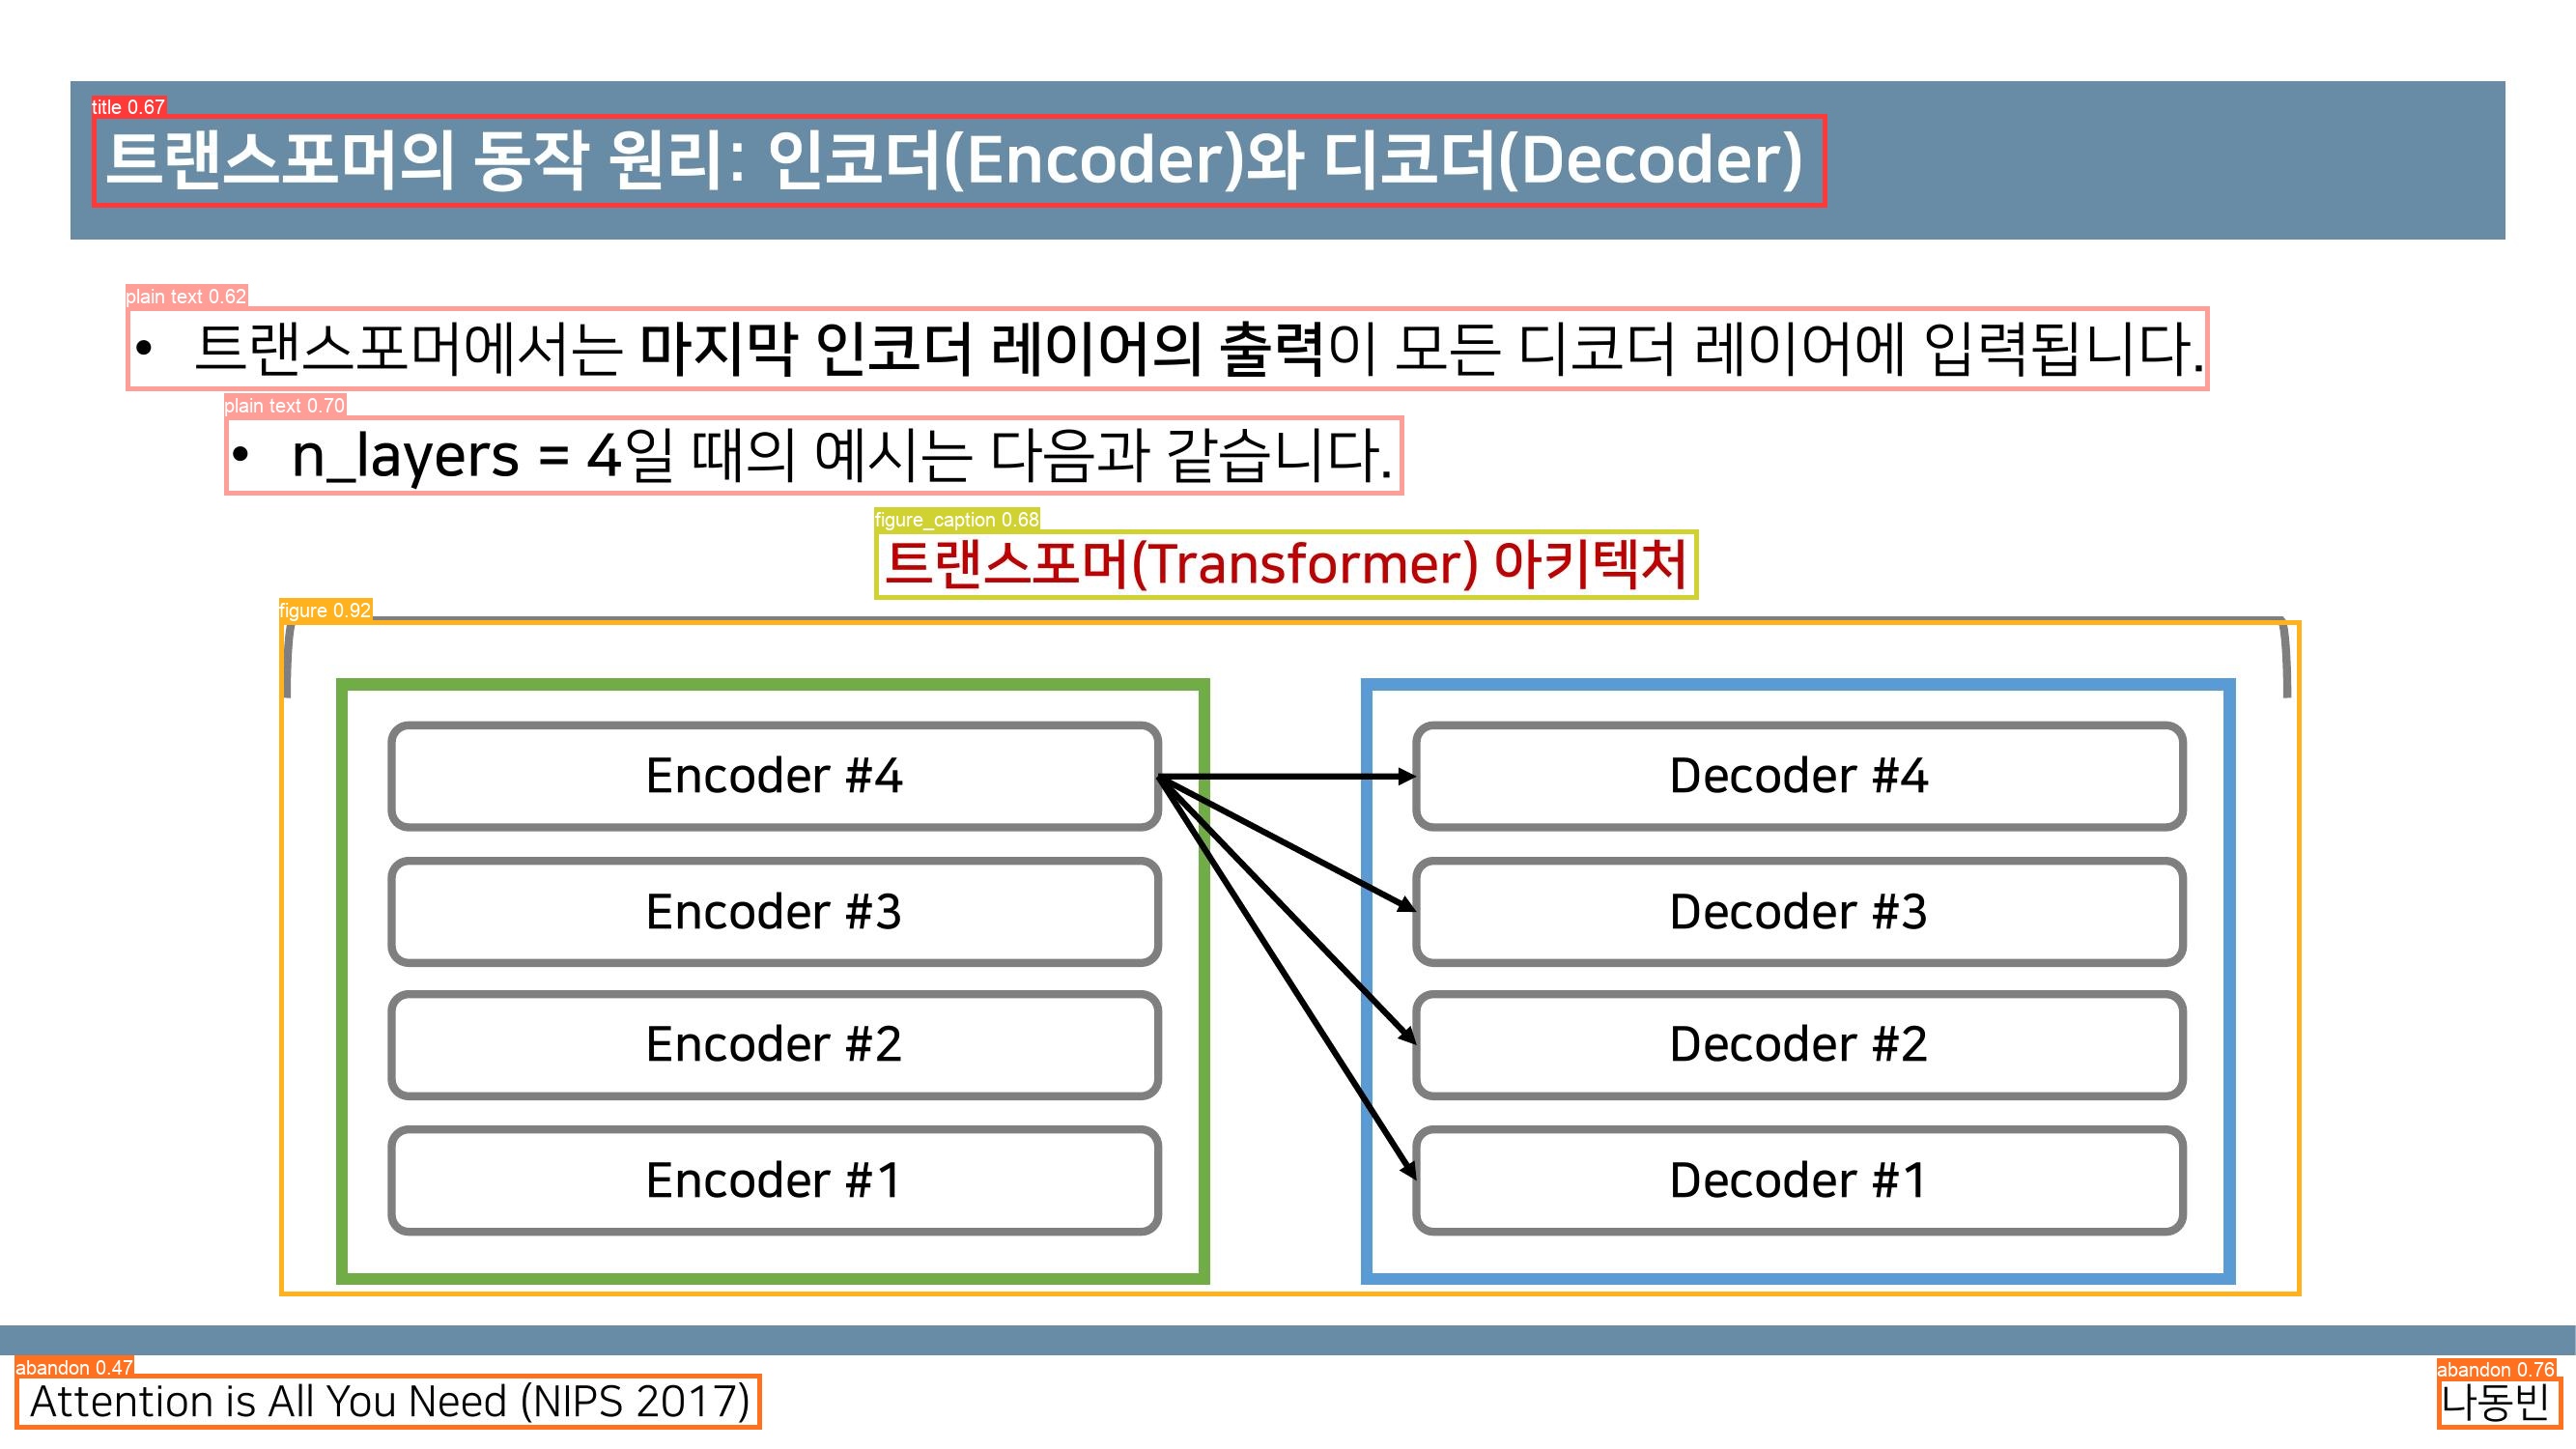 title 0.67
트랜스포머의 동작 원리: 인코더(Encoder)와 디코더(Decoder)
plain text 0.62
• 트랜스포머에서는 마지막 인코더 레이어의 출력이 모든 디코더 레이어에 입력됩니다.
plain text 0.70
• n_layers = 4일 때의 예시는 다음과 같습니다.
figure_caption 0.68
트랜스포머(Transformer) 아키텍처
figure 0.92
Encoder #4
Decoder #4
Encoder #3
Decoder #3
Encoder #2
Decoder #2
Encoder #1
Decoder #1
abandon 0.47
Attention is All You Need (NIPS 2017)
abandon 0.76
나동빈